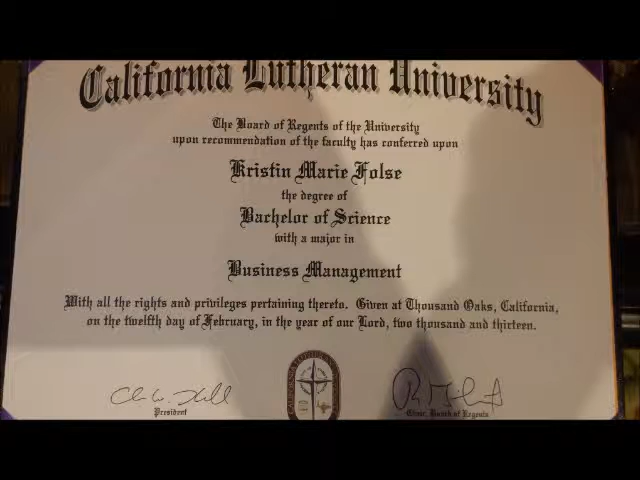 California Lutheran University
The Board of Regents of the University
upon recommendation of the faculty has conferred upon
Kristin Marie Folse
the degree of
Bachelor of Science
with a major in
Business Management
With all the rights and privileges pertaining thereto. Given at Thousand Oaks, California,
on the twelfth day of February, in the year of our Lord, two thousand and thirteen.
President
Chair, Board of Regents